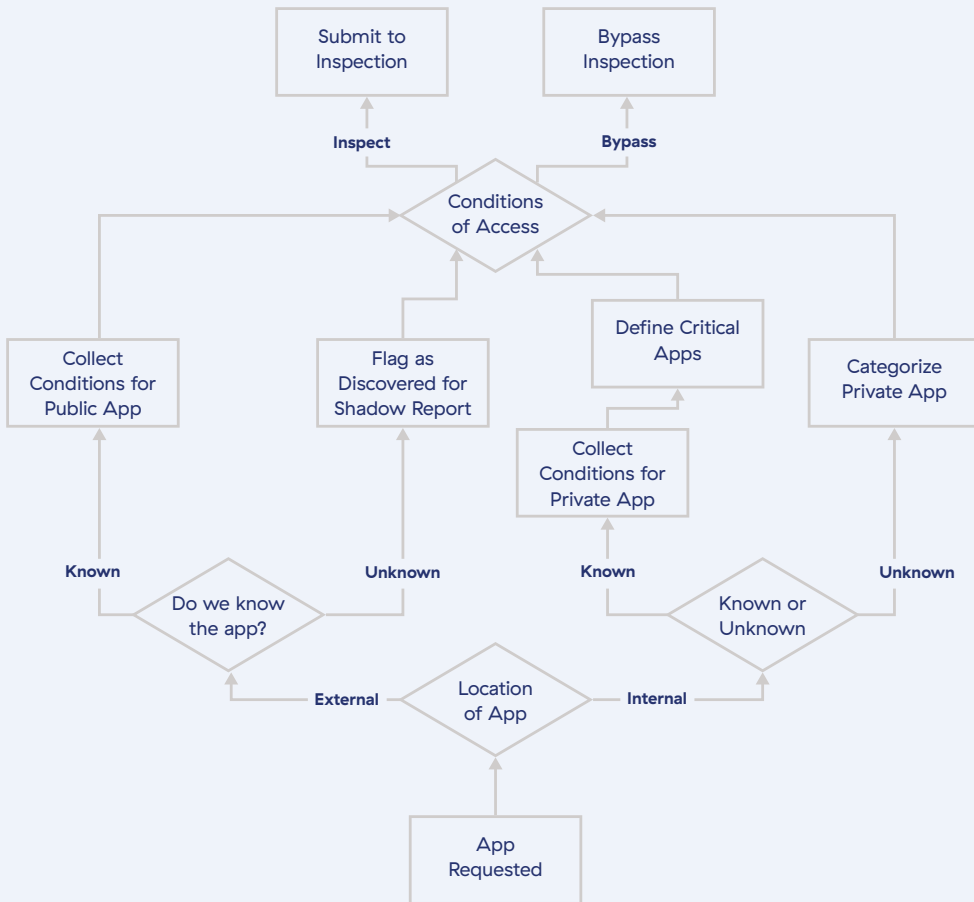 Submit to
Inspection
Bypass
Inspection
Inspect
Bypass
Conditions
of Access
Define Critical
Apps
Collect
Conditions for
Public App
Flag as
Discovered for
Shadow Report
Categorize
Private App
Collect
Conditions for
Private App
Known
Unknown
Known
Unknown
Do we know
the app?
Known or
Unknown
Location
of App
External
Internal
App
Requested